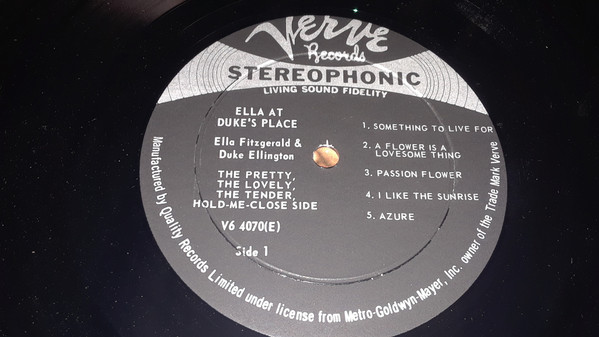 Verve
Records
STEREOPHONIC
LIVING SOUND FIDELITY
ELLA AT
DUKE'S PLACE
Ella Fitzgerald &
Duke Ellington
THE PRETTY,
THE LOVELY,
THE TENDER,
HOLD-ME-CLOSE SIDE
V6 4070(E)
Side 1
1. SOMETHING TO LIVE FOR
2. A FLOWER IS A
LOVESOME THING
3. PASSION FLOWER
4. I LIKE THE SUNRISE
5. AZURE
Manufactured by Quality Records Limited under license from Metro-Goldwyn-Mayer, Inc. owner of the Trade Mark Verve